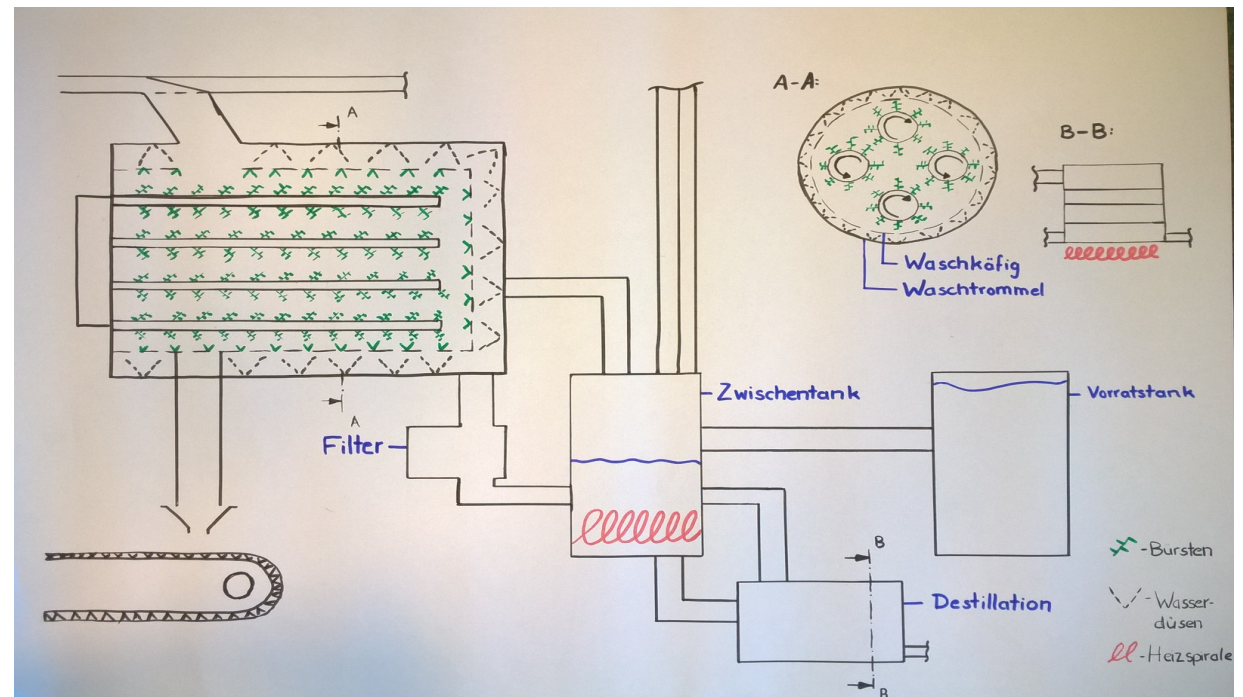 A-A:
A
B-B:
Waschkäfig
Waschtrommel
Zwischentank
Vorratstank
A
Filter
B
-Bürsten
Destillation
-Wasser-
düsen
-Heizspirale
B